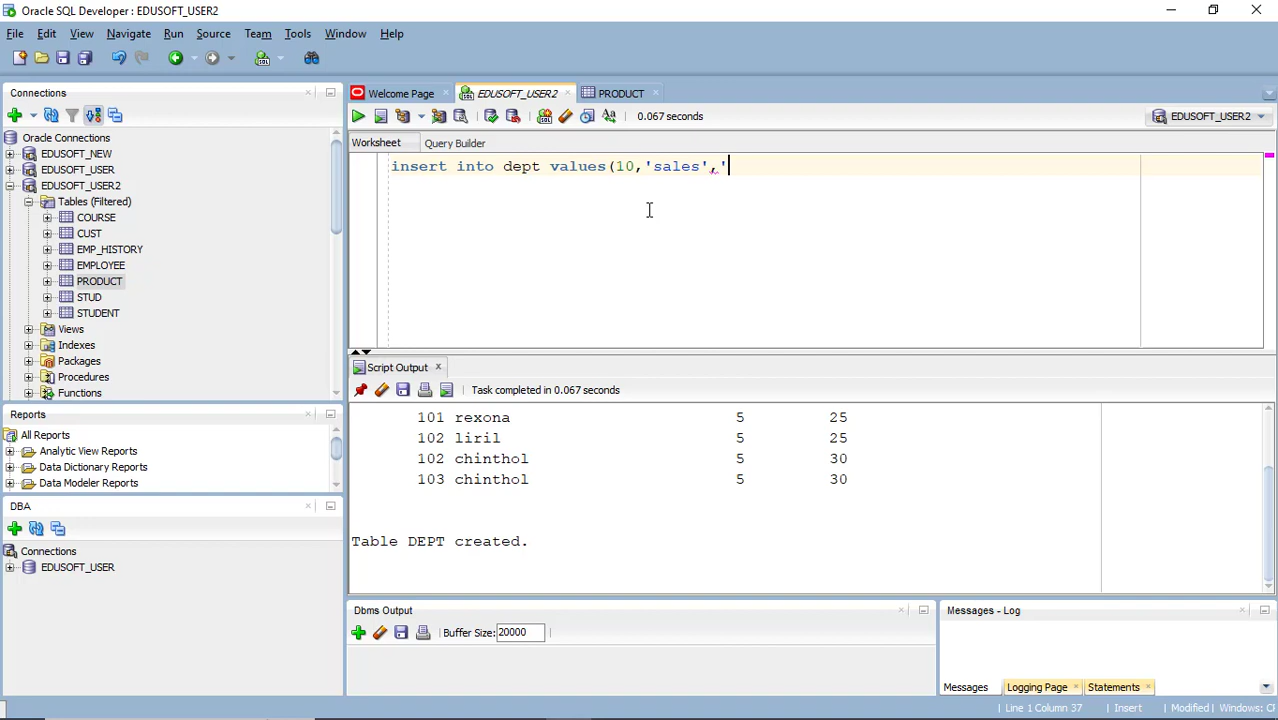 Oracle SQL Developer: EDUSOFT_USER2
File Edit View Navigate Run Source Team Tools Window Help
Connections
Oracle Connections
EDUSOFT_NEW
EDUSOFT_USER
EDUSOFT_USER2
Tables (Filtered)
COURSE
CUST
EMP_HISTORY
EMPLOYEE
PRODUCT
STUD
STUDENT
Views
Indexes
Packages
Procedures
Functions
Reports
All Reports
Analytic View Reports
Data Dictionary Reports
Data Modeler Reports
DBA
Connections
EDUSOFT_USER
Welcome Page EDUSOFT_USER2 PRODUCT
0.067 seconds EDUSOFT_USER2
Worksheet Query Builder
insert into dept values(10,'sales','
Script Output
Task completed in 0.067 seconds
101 rexona 5 25
102 liril 5 25
102 chinthol 5 30
103 chinthol 5 30
Table DEPT created.
Dbms Output
Buffer Size: 20000
Messages - Log
Messages Logging Page Statements
Line 1 Column 37 Insert Modified Windows: CF